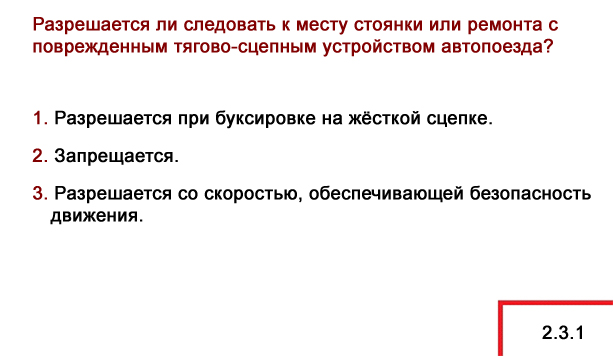 Разрешается ли следовать к месту стоянки или ремонта с
поврежденным тягово-сцепным устройством автопоезда?
1. Разрешается при буксировке на жёсткой сцепке.
2. Запрещается.
3. Разрешается со скоростью, обеспечивающей безопасность
движения.
2.3.1